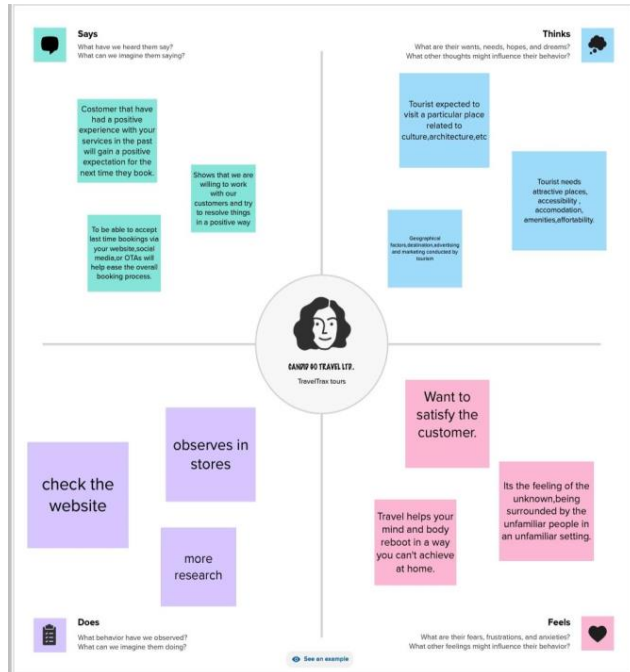 Says
What have we heard them say?
What can we imagine them saying?
Thinks
What are their wants, needs, hopes, and dreams?
What other thoughts might influence their behavior?
Costomer that have
had a positive
experience with your
services in the past
will gain a positive
expectation for the
next time they book.
Shows that we are
willing to work
with our
customers and try
to resolve things
in a positive way
To be able to accept
last time bookings via
your website,social
media,or OTAs will
help ease the overall
booking process.
Tourist expected to
visit a particular place
related to
culture,architecture,etc
Tourist needs
attractive places,
accessibility ,
accomodation,
amenities,affortability.
Geographical
factors,destination,advertising
and marketing conducted by
tourism
CANDID GO TRAVEL LTD.
TravelTrax tours
check the
website
observes in
stores
more
research
Want to
satisfy the
customer.
Its the feeling of the
unknown,being
surrounded by the
unfamiliar people in
an unfamiliar setting.
Travel helps your
mind and body
reboot in a way
you can't achieve
at home.
Does
What behavior have we observed?
What can we imagine them doing?
Feels
What are their fears, frustrations, and anxieties?
What other feelings might influence their behavior?
See an example